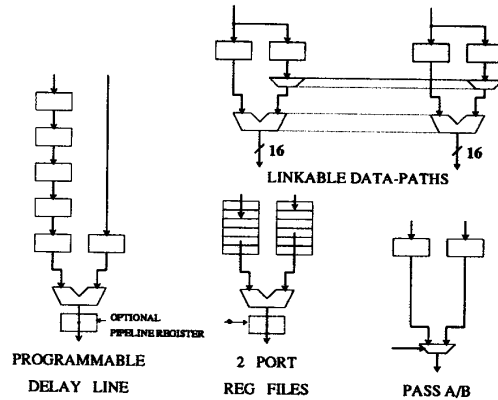 16
16
LINKABLE DATA-PATHS
OPTIONAL
PIPELINE REGISTER
PROGRAMMABLE
DELAY LINE
2 PORT
REG FILES
PASS A/B